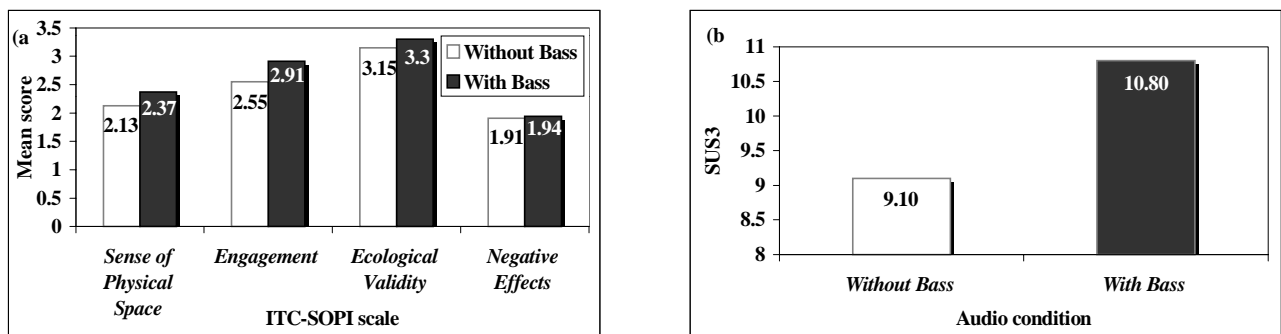 (a
3.5
3
2.5
2
1.5
1
0.5
0
Mean score
Without Bass
With Bass
2.13
2.37
2.55
2.91
3.15
3.3
1.91
1.94
Sense of
Physical
Space
Engagement
Ecological
Validity
Negative
Effects
ITC-SOPI scale
(b
11
10.5
10
9.5
9
8.5
8
SUS3
9.10
10.80
Without Bass
With Bass
Audio condition